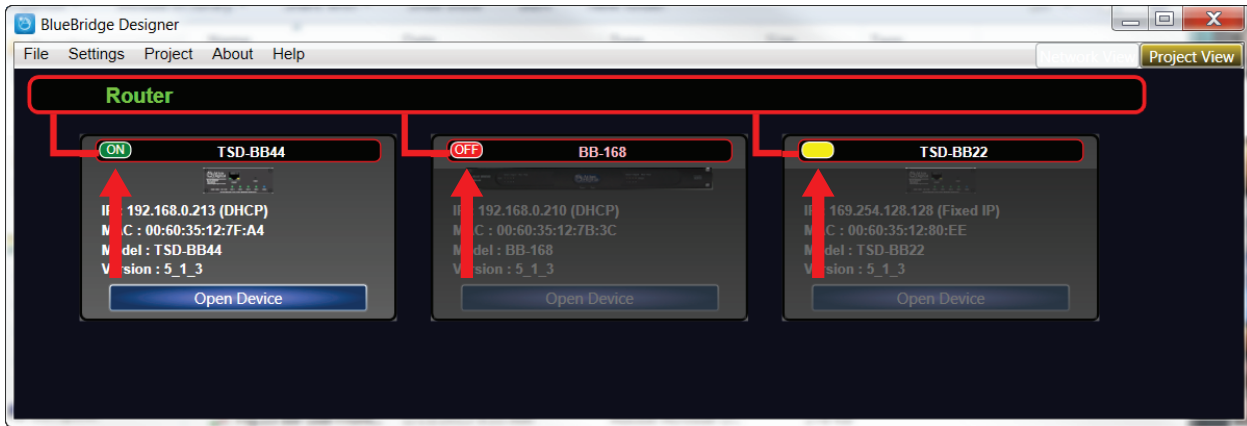 BlueBridge Designer
File Settings Project About Help
Network View Project View
Router
ON TSD-BB44
OFF BB-168
TSD-BB22
IP : 192.168.0.213 (DHCP)
MAC : 00:60:35:12:7F:A4
Model : TSD-BB44
Version : 5_1_3
Open Device
IP : 192.168.0.210 (DHCP)
MAC : 00:60:35:12:7B:3C
Model : BB-168
Version : 5_1_3
Open Device
IP : 169.254.128.128 (Fixed IP)
MAC : 00:60:35:12:80:EE
Model : TSD-BB22
Version : 5_1_3
Open Device